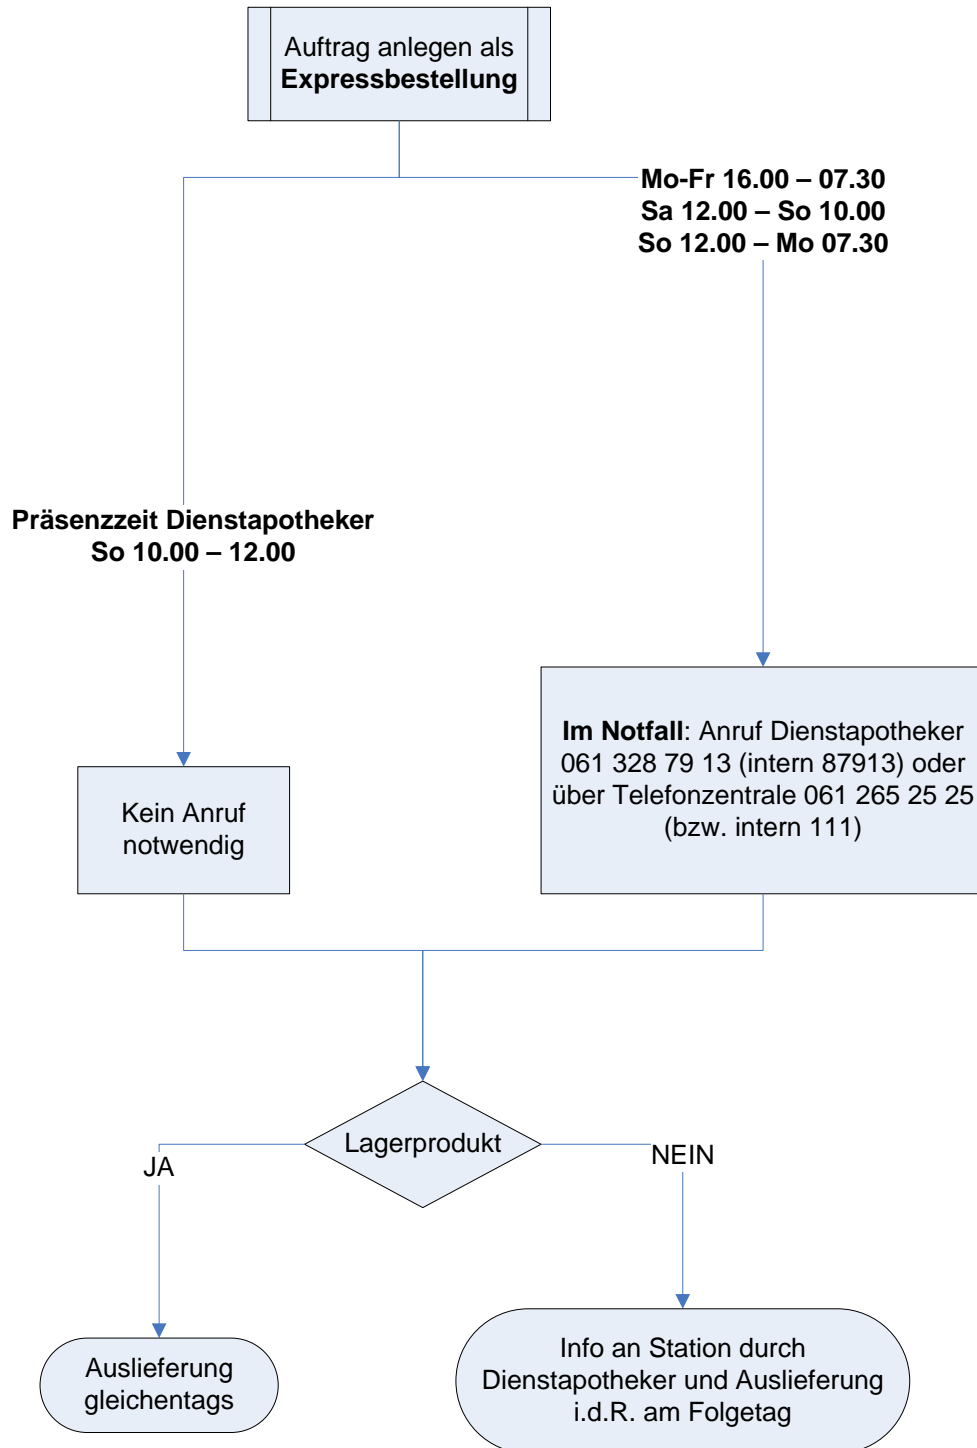 Auftrag anlegen als
Expressbestellung
Mo-Fr 16.00 – 07.30
Sa 12.00 – So 10.00
So 12.00 – Mo 07.30
Präsenzzeit Dienstapotheker
So 10.00 – 12.00
Im Notfall: Anruf Dienstapotheker
061 328 79 13 (intern 87913) oder
über Telefonzentrale 061 265 25 25
(bzw. intern 111)
Kein Anruf
notwendig
Lagerprodukt
JA
NEIN
Auslieferung
gleichentags
Info an Station durch
Dienstapotheker und Auslieferung
i.d.R. am Folgetag